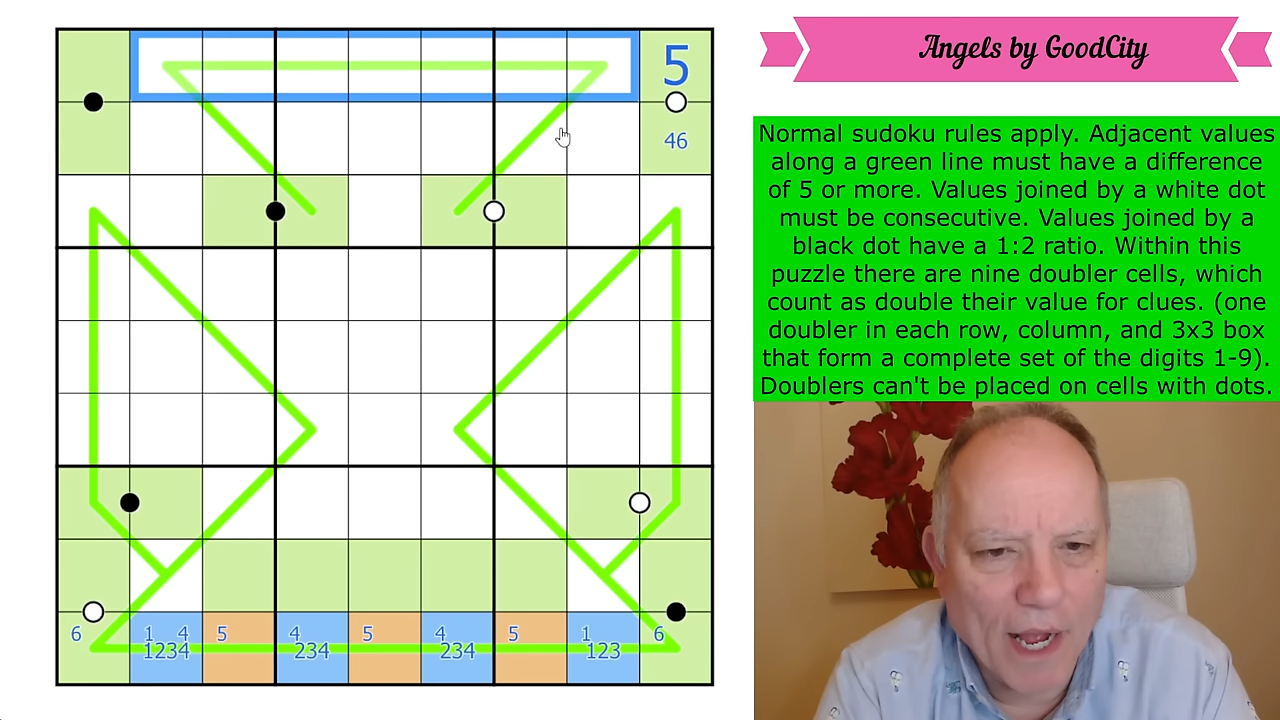 Angels by GoodCity
Normal sudoku rules apply. Adjacent values
along a green line must have a difference
of 5 or more. Values joined by a white dot
must be consecutive. Values joined by a
black dot have a 1:2 ratio. Within this
puzzle there are nine doubler cells, which
count as double their value for clues. (one
doubler in each row, column, and 3x3 box
that form a complete set of the digits 1-9).
Doublers can't be placed on cells with dots.
5
46
6 1 4 5 4 5 4 5 1 6
1234 234 234 123